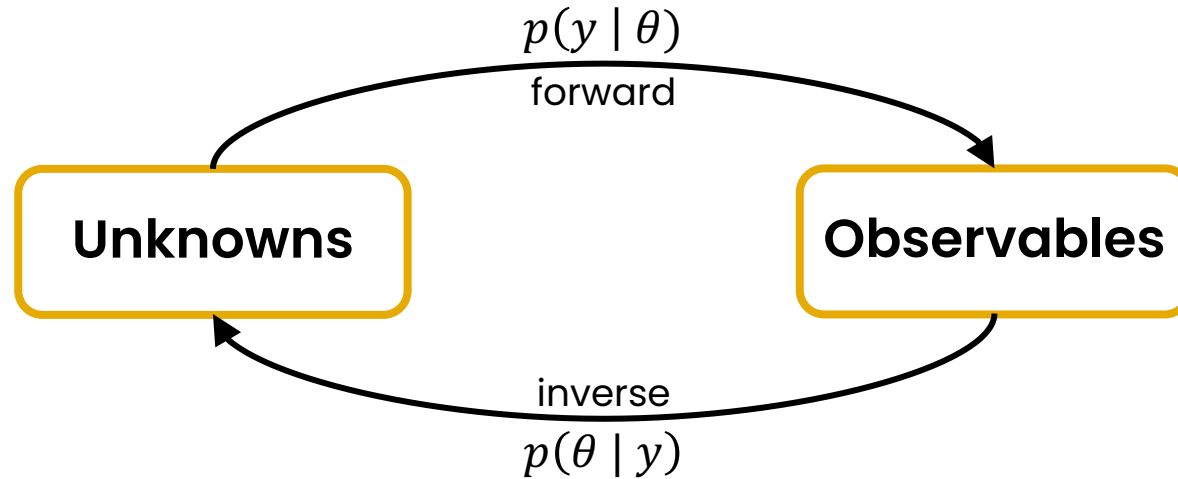 p(y | θ)
forward
Unknowns
Observables
inverse
p(θ | y)